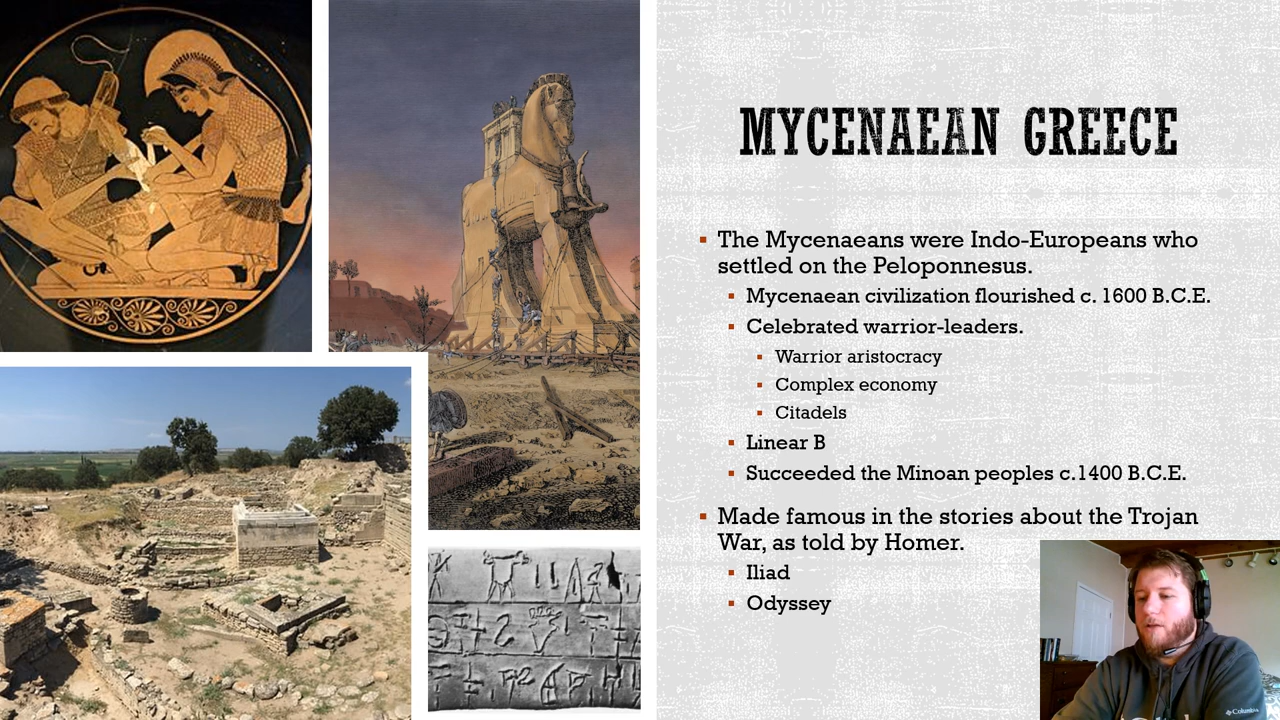 MYCENAEAN GREECE
The Mycenaeans were Indo-Europeans who
settled on the Peloponnesus.
Mycenaean civilization flourished c. 1600 B.C.E.
Celebrated warrior-leaders.
Warrior aristocracy
Complex economy
Citadels
Linear B
Succeeded the Minoan peoples c.1400 B.C.E.
Made famous in the stories about the Trojan
War, as told by Homer.
Iliad
Odyssey
Columbia